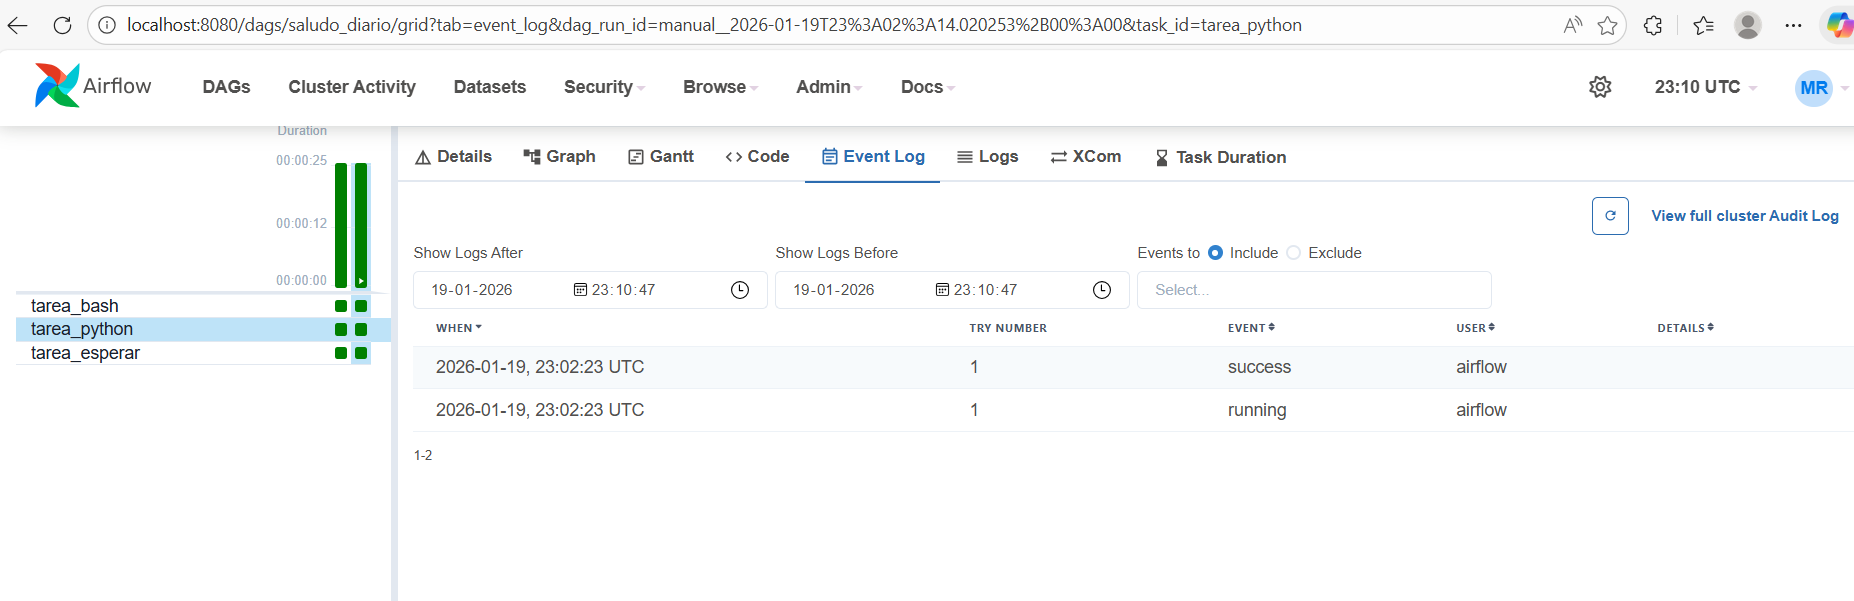 localhost:8080/dags/saludo_diario/grid?tab=event_log&dag_run_id=manual__2026-01-19T23%3A02%3A14.020253%2B00%3A00&task_id=tarea_python
Airflow DAGs Cluster Activity Datasets Security Browse Admin Docs 23:10 UTC MR
Duration
00:00:25
00:00:12
00:00:00
tarea_bash
tarea_python
tarea_esperar
Details Graph Gantt Code Event Log Logs XCom Task Duration
View full cluster Audit Log
Show Logs After Show Logs Before Events to Include Exclude
19-01-2026 23:10:47 19-01-2026 23:10:47 Select...
WHEN TRY NUMBER EVENT USER DETAILS
2026-01-19, 23:02:23 UTC 1 success airflow
2026-01-19, 23:02:23 UTC 1 running airflow
1-2